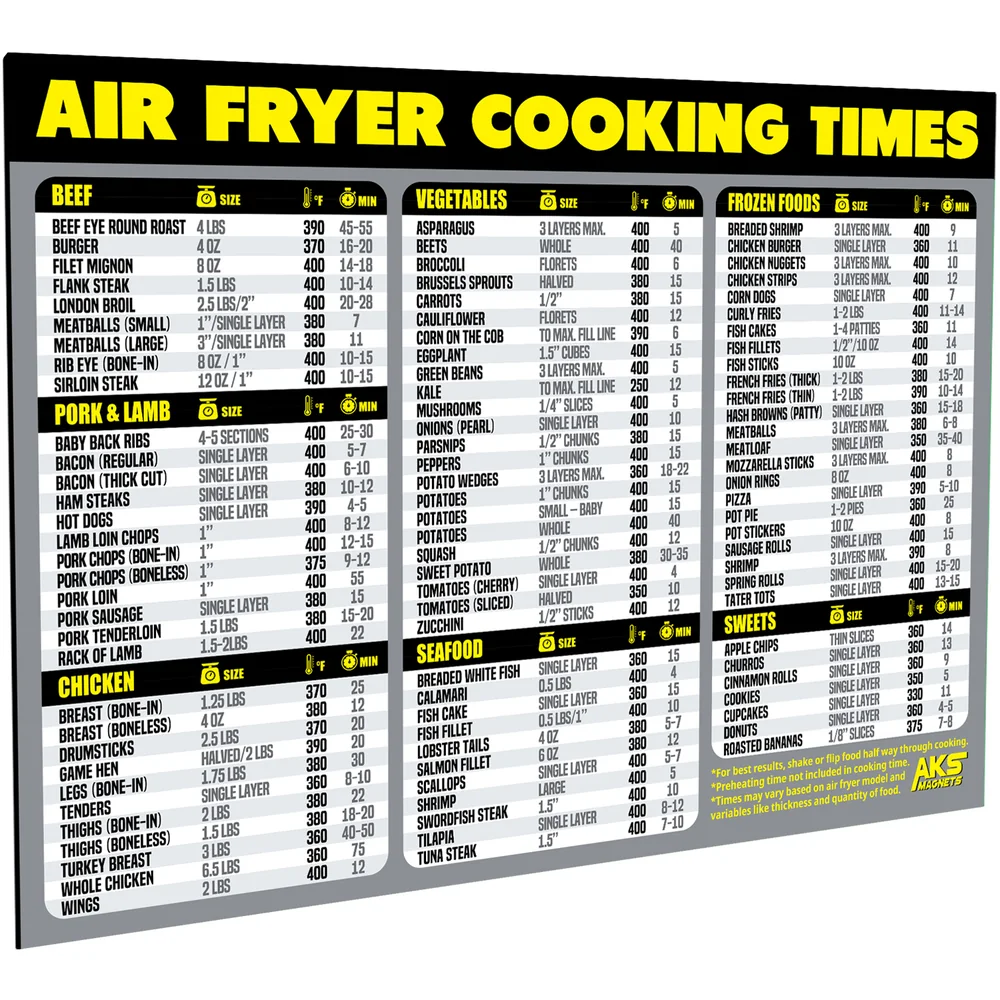 AIR FRYER COOKING TIMES
BEEF SIZE °F MIN
BEEF EYE ROUND ROAST 4 LBS 390 45-55
BURGER 4 OZ 370 16-20
FILET MIGNON 8 OZ 400 14-18
FLANK STEAK 1.5 LBS 400 10-14
LONDON BROIL 2.5 LBS/2" 400 20-28
MEATBALLS (SMALL) 1"/SINGLE LAYER 380 7
MEATBALLS (LARGE) 3"/SINGLE LAYER 380 11
RIB EYE (BONE-IN) 8 OZ / 1" 400 10-15
SIRLOIN STEAK 12 OZ / 1" 400 10-15
PORK & LAMB SIZE °F MIN
BABY BACK RIBS 4-5 SECTIONS 400 25-30
BACON (REGULAR) SINGLE LAYER 400 5-7
BACON (THICK CUT) SINGLE LAYER 400 6-10
HAM STEAKS SINGLE LAYER 380 10-12
HOT DOGS SINGLE LAYER 390 4-5
LAMB LOIN CHOPS 1" 400 8-12
PORK CHOPS (BONE-IN) 1" 400 12-15
PORK CHOPS (BONELESS) 1" 375 9-12
PORK LOIN 1" 400 55
PORK SAUSAGE SINGLE LAYER 380 15
PORK TENDERLOIN 1.5 LBS 380 15-20
RACK OF LAMB 1.5-2LBS 400 22
CHICKEN SIZE °F MIN
BREAST (BONE-IN) 1.25 LBS 370 25
BREAST (BONELESS) 4 OZ 380 12
DRUMSTICKS 2.5 LBS 370 20
GAME HEN HALVED/2 LBS 390 20
LEGS (BONE-IN) 1.75 LBS 380 30
TENDERS SINGLE LAYER 360 8-10
THIGHS (BONE-IN) 2 LBS 380 22
THIGHS (BONELESS) 1.5 LBS 380 18-20
TURKEY BREAST 3 LBS 360 40-50
WHOLE CHICKEN 6.5 LBS 360 75
WINGS 2 LBS 400 12
VEGETABLES SIZE °F MIN
ASPARAGUS 3 LAYERS MAX. 400 5
BEETS WHOLE 400 40
BROCCOLI FLORETS 400 6
BRUSSELS SPROUTS HALVED 380 15
CARROTS 1/2" 380 15
CAULIFLOWER FLORETS 400 12
CORN ON THE COB TO MAX. FILL LINE 390 6
EGGPLANT 1.5" CUBES 400 15
GREEN BEANS 3 LAYERS MAX. 400 5
KALE TO MAX. FILL LINE 250 12
MUSHROOMS 1/4" SLICES 400 5
ONIONS (PEARL) SINGLE LAYER 400 10
PARSNIPS 1/2" CHUNKS 380 15
PEPPERS 1" CHUNKS 400 15
POTATO WEDGES 3 LAYERS MAX. 360 18-22
POTATOES 1" CHUNKS 400 15
POTATOES SMALL – BABY 400 15
POTATOES WHOLE 400 40
SQUASH 1/2" CHUNKS 400 12
SWEET POTATO WHOLE 380 30-35
TOMATOES (CHERRY) SINGLE LAYER 400 4
TOMATOES (SLICED) HALVED 350 10
ZUCCHINI 1/2" STICKS 400 12
SEAFOOD SIZE °F MIN
BREADED WHITE FISH SINGLE LAYER 360 15
CALAMARI 0.5 LBS 400 4
FISH CAKE SINGLE LAYER 360 15
FISH FILLET 0.5 LBS/1" 400 10
LOBSTER TAILS 4 OZ 380 5-7
SALMON FILLET 6 OZ 380 12
SCALLOPS SINGLE LAYER 400 5-7
SHRIMP LARGE 400 5
SWORDFISH STEAK 1.5" 400 10
TILAPIA SINGLE LAYER 400 8-12
TUNA STEAK 1.5" 400 7-10
FROZEN FOODS SIZE °F MIN
BREADED SHRIMP 3 LAYERS MAX. 400 9
CHICKEN BURGER SINGLE LAYER 360 11
CHICKEN NUGGETS 3 LAYERS MAX. 400 10
CHICKEN STRIPS 3 LAYERS MAX. 400 12
CORN DOGS SINGLE LAYER 400 7
CURLY FRIES 1-2 LBS 400 11-14
FISH CAKES 1-4 PATTIES 360 11
FISH FILLETS 1/2"/10 OZ 400 14
FISH STICKS 10 OZ 400 10
FRENCH FRIES (THICK) 1-2 LBS 380 15-20
FRENCH FRIES (THIN) 1-2 LBS 390 10-14
HASH BROWNS (PATTY) SINGLE LAYER 360 15-18
MEATBALLS SINGLE LAYER 380 6-8
MEATLOAF SINGLE LAYER 350 35-40
MOZZARELLA STICKS 3 LAYERS MAX. 400 8
ONION RINGS 8 OZ 400 8
PIZZA SINGLE LAYER 390 5-10
POT PIE 1-2 PIES 360 25
POT STICKERS 10 OZ 400 8
SAUSAGE ROLLS SINGLE LAYER 400 15
SHRIMP 3 LAYERS MAX. 390 8
SPRING ROLLS SINGLE LAYER 400 15-20
TATER TOTS SINGLE LAYER 400 13-15
SWEETS SIZE °F MIN
APPLE CHIPS THIN SLICES 360 14
CHURROS SINGLE LAYER 360 13
CINNAMON ROLLS SINGLE LAYER 360 9
COOKIES SINGLE LAYER 350 5
CUPCAKES SINGLE LAYER 330 11
DONUTS SINGLE LAYER 360 4-5
ROASTED BANANAS 1/8" SLICES 375 7-8
*For best results, shake or flip food half way through cooking.
*Preheating time not included in cooking time.
*Times may vary based on air fryer model and
variables like thickness and quantity of food.
AKS
MAGNETS